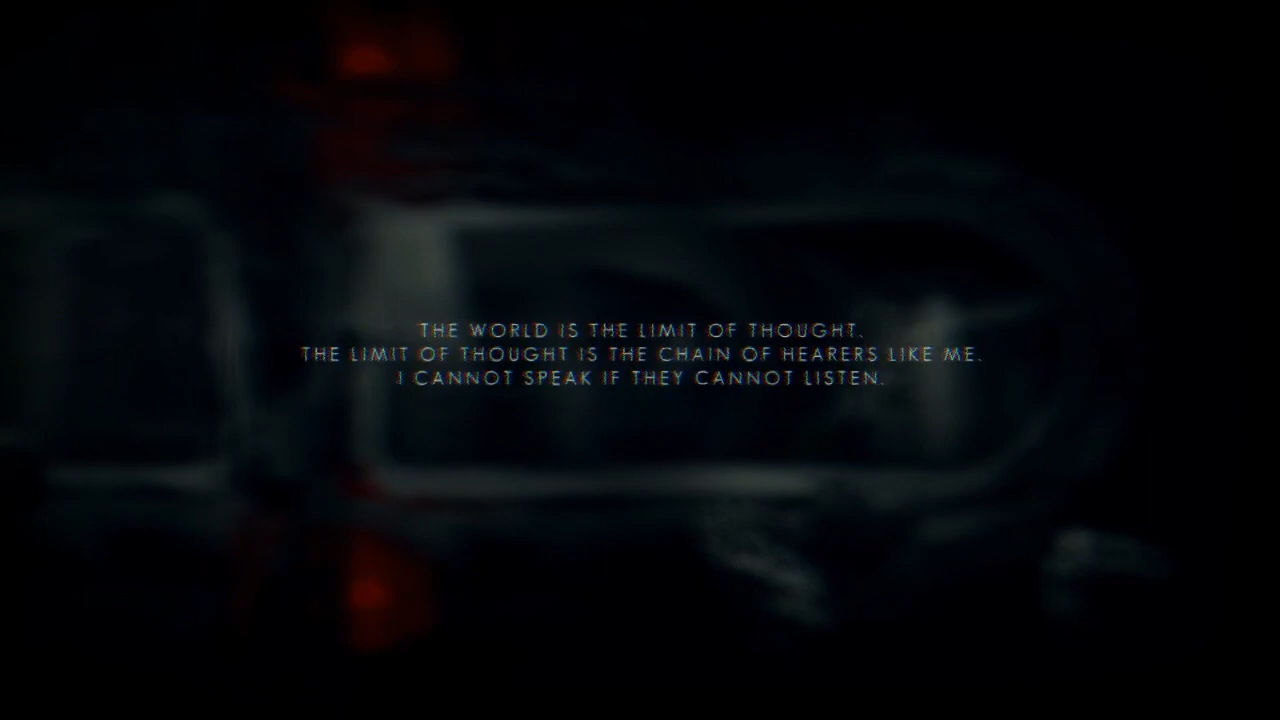 THE WORLD IS THE LIMIT OF THOUGHT.
THE LIMIT OF THOUGHT IS THE CHAIN OF HEARERS LIKE ME.
I CANNOT SPEAK IF THEY CANNOT LISTEN.